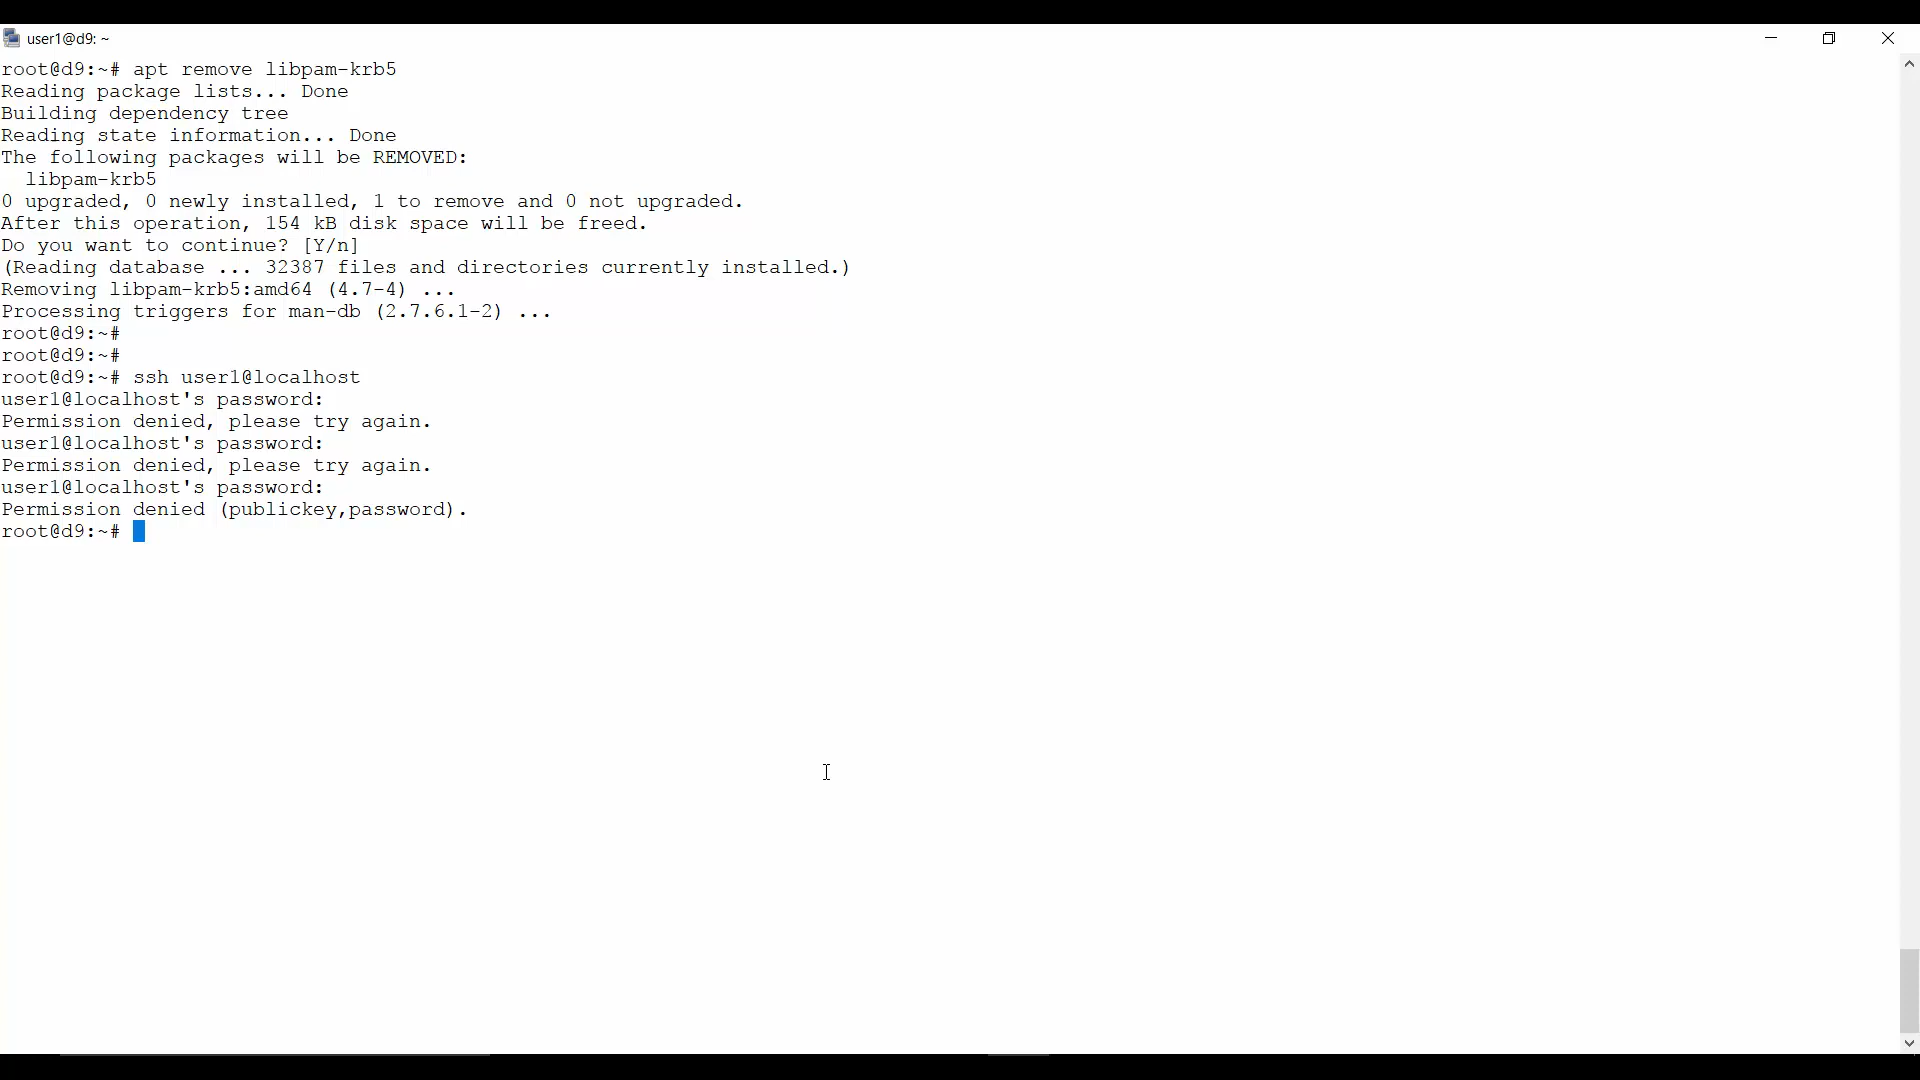 user1@d9: ~
root@d9:~# apt remove libpam-krb5
Reading package lists... Done
Building dependency tree
Reading state information... Done
The following packages will be REMOVED:
  libpam-krb5
0 upgraded, 0 newly installed, 1 to remove and 0 not upgraded.
After this operation, 154 kB disk space will be freed.
Do you want to continue? [Y/n]
(Reading database ... 32387 files and directories currently installed.)
Removing libpam-krb5:amd64 (4.7-4) ...
Processing triggers for man-db (2.7.6.1-2) ...
root@d9:~#
root@d9:~#
root@d9:~# ssh user1@localhost
user1@localhost's password:
Permission denied, please try again.
user1@localhost's password:
Permission denied, please try again.
user1@localhost's password:
Permission denied (publickey,password).
root@d9:~#